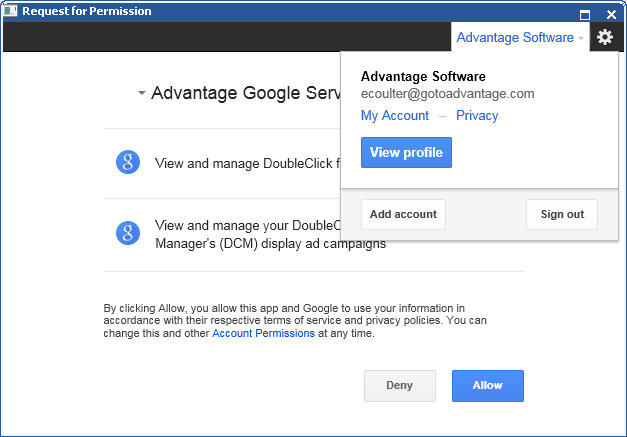 Request for Permission
Advantage Software
Advantage Software
ecoulter@gotoadvantage.com
My Account – Privacy
View profile
Add account
Sign out
Advantage Google Serv
g
View and manage DoubleClick f
g
View and manage your DoubleC
Manager's (DCM) display ad campaigns
By clicking Allow, you allow this app and Google to use your information in
accordance with their respective terms of service and privacy policies. You can
change this and other Account Permissions at any time.
Deny
Allow